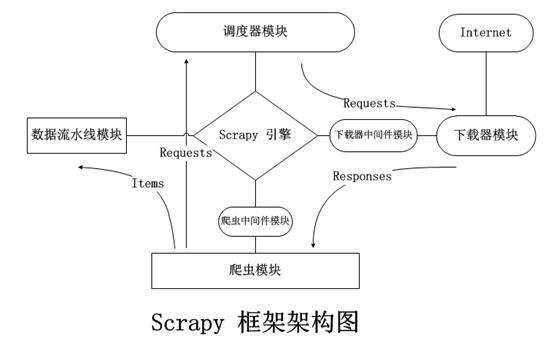 调度器模块
Internet
Requests
数据流水线模块
Scrapy 引擎
下载器中间件模块
下载器模块
Requests
Items
Responses
爬虫中间件模块
爬虫模块
Scrapy 框架架构图